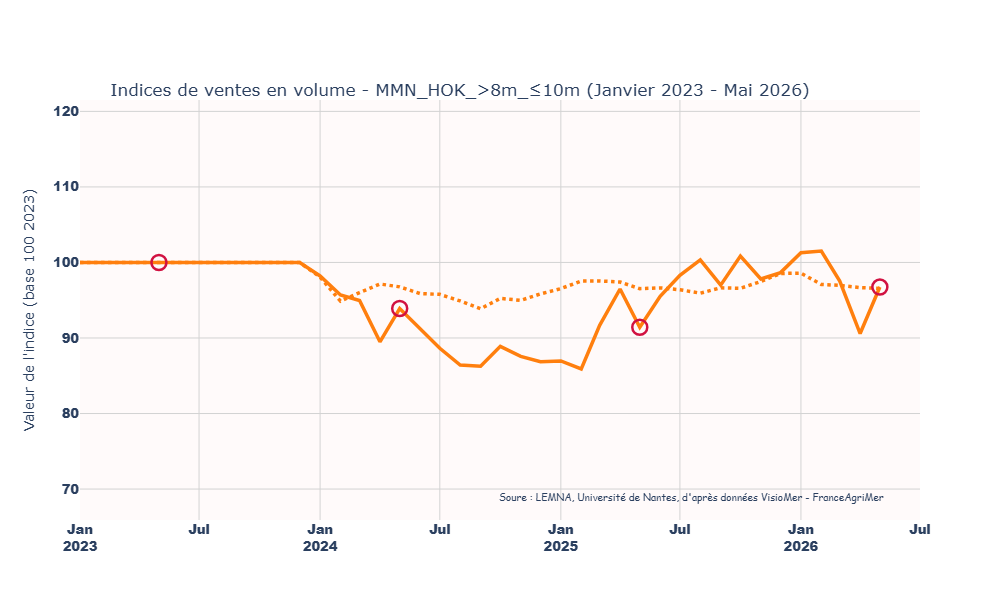 Indices de ventes en volume - MMN_HOK_>8m_≤10m (Janvier 2023 - Mai 2026)
Valeur de l'indice (base 100 2023)
120
110
100
90
80
70
Soure : LEMNA, Université de Nantes, d'après données VisioMer - FranceAgriMer
Jan Jul Jan Jul Jan Jul Jan Jul
2023 2024 2025 2026